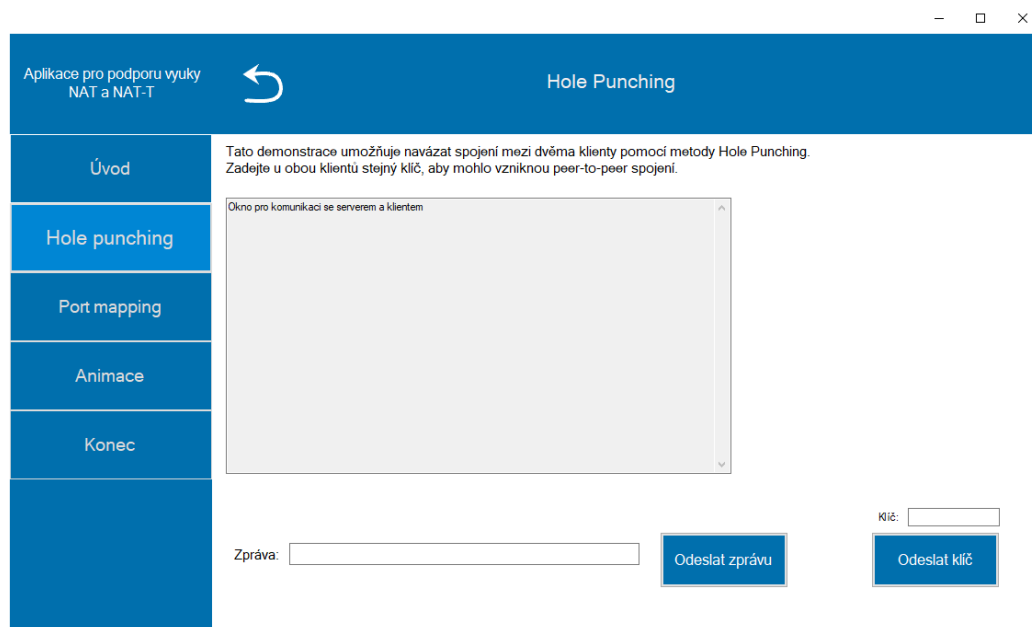 Aplikace pro podporu vyuky
NAT a NAT-T
Hole Punching
Úvod
Hole punching
Port mapping
Animace
Konec
Tato demonstrace umožňuje navázat spojení mezi dvěma klienty pomocí metody Hole Punching.
Zadejte u obou klientů stejný klíč, aby mohlo vzniknou peer-to-peer spojení.
Okno pro komunikaci se serverem a klientem
Klíč:
Zpráva:
Odeslat zprávu
Odeslat klíč